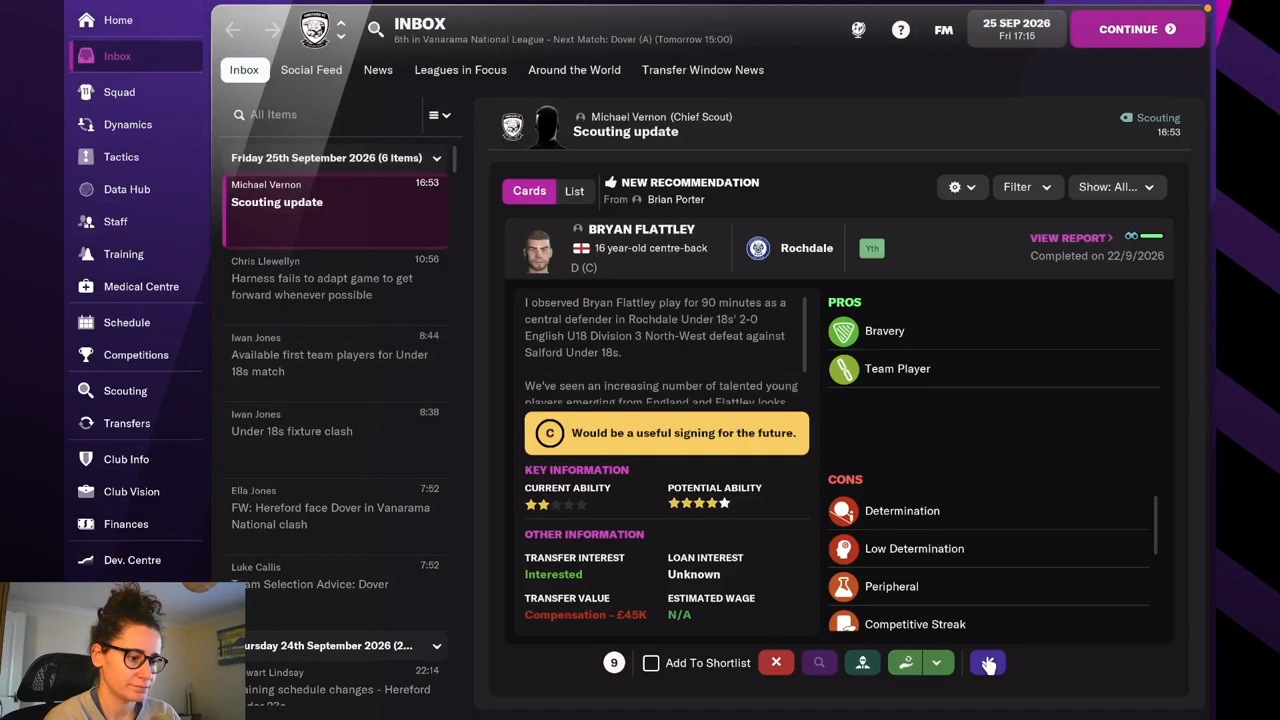 Home
Inbox
Squad
Dynamics
Tactics
Data Hub
Staff
Training
Medical Centre
Schedule
Competitions
Scouting
Transfers
Club Info
Club Vision
Finances
Dev. Centre
INBOX
6th in Vanarama National League - Next Match: Dover (A) (Tomorrow 15:00)
?
FM
25 SEP 2026
Fri 17:15
CONTINUE
Inbox
Social Feed
News
Leagues in Focus
Around the World
Transfer Window News
All Items
Friday 25th September 2026 (6 items)
Michael Vernon
16:53
Scouting update
Chris Llewellyn
10:56
Harness fails to adapt game to get
forward whenever possible
Iwan Jones
8:44
Available first team players for Under
18s match
Iwan Jones
8:38
Under 18s fixture clash
Ella Jones
7:52
FW: Hereford face Dover in Vanarama
National clash
Luke Callis
7:52
Team Selection Advice: Dover
ursday 24th September 2026 (2...
ewart Lindsay
22:14
aining schedule changes - Hereford
Michael Vernon (Chief Scout)
Scouting update
Scouting
16:53
Cards
List
NEW RECOMMENDATION
From Brian Porter
Filter
Show: All...
BRYAN FLATTLEY
16 year-old centre-back
D (C)
Rochdale
Yth
VIEW REPORT>
Completed on 22/9/2026
I observed Bryan Flattley play for 90 minutes as a
central defender in Rochdale Under 18s' 2-0
English U18 Division 3 North-West defeat against
Salford Under 18s.
We've seen an increasing number of talented young
players emerging from England and Flattley looks
C
Would be a useful signing for the future.
KEY INFORMATION
CURRENT ABILITY
POTENTIAL ABILITY
OTHER INFORMATION
TRANSFER INTEREST
LOAN INTEREST
Interested
Unknown
TRANSFER VALUE
ESTIMATED WAGE
Compensation - £45K
N/A
PROS
Bravery
Team Player
CONS
Determination
Low Determination
Peripheral
Competitive Streak
9
Add To Shortlist